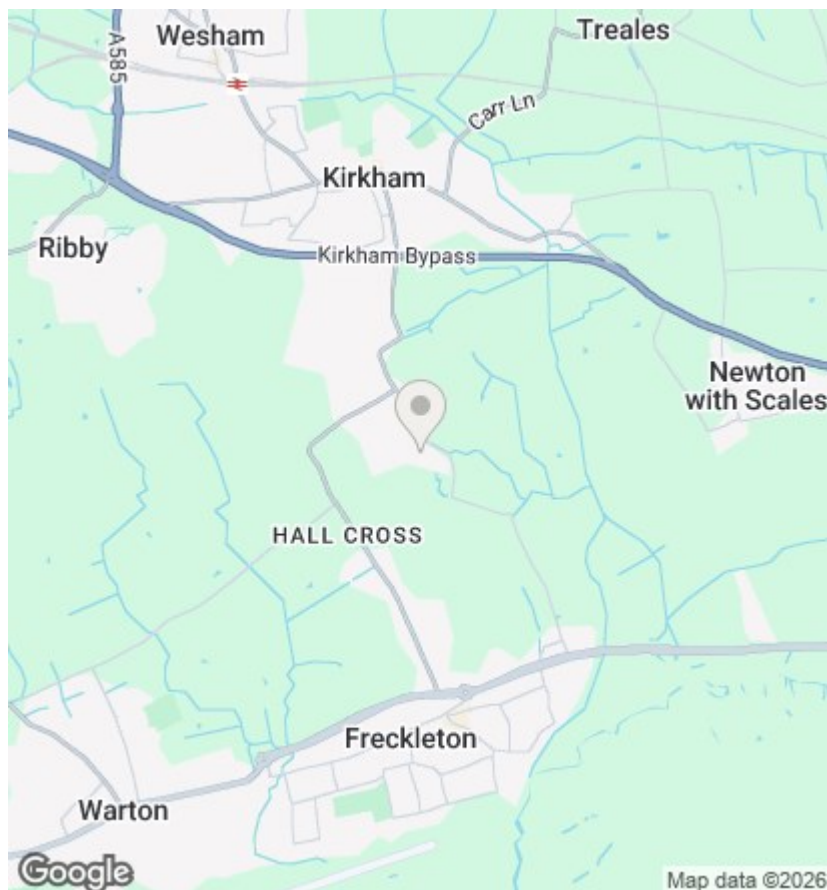 Wesham
Treales
A585
Carr Ln
Kirkham
Ribby
Kirkham Bypass
Newton
with Scales
HALL CROSS
Freckleton
Warton
Google
Map data ©2026